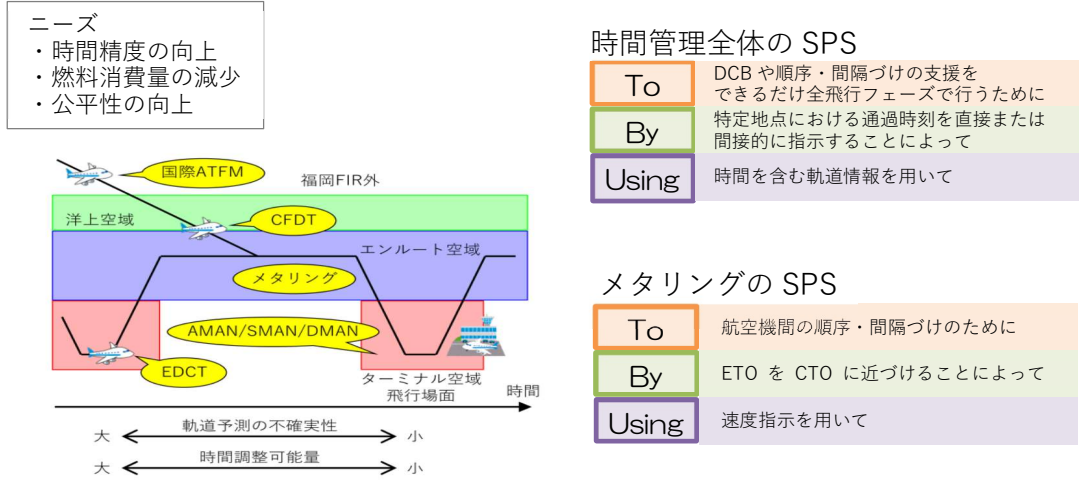 ニーズ
・時間精度の向上
・燃料消費量の減少
・公平性の向上
国際ATFM
福岡FIR外
洋上空域
CFDT
エンルート空域
メタリング
AMAN/SMAN/DMAN
EDCT
ターミナル空域
飛行場面
時間
大
軌道予測の不確実性
小
大
時間調整可能量
小
時間管理全体の SPS
To
DCB や順序・間隔づけの支援を
できるだけ全飛行フェーズで行うために
By
特定地点における通過時刻を直接または
間接的に指示することによって
Using
時間を含む軌道情報を用いて
メタリングの SPS
To
航空機間の順序・間隔づけのために
By
ETO を CTO に近づけることによって
Using
速度指示を用いて